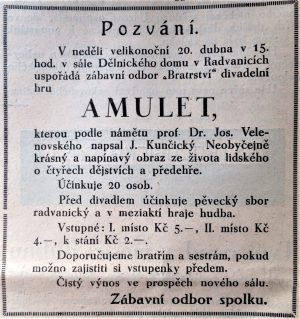 Pozvání.
V neděli velikonoční 20. dubna v 15.
hod. v sále Dělnického domu v Radvanicích
uspořádá zábavní odbor „Bratrství" divadelní
hru
AMULET,
kterou podle námětu prof. Dr. Jos. Vele-
novského napsal J. Kunčický Neobyčejně
krásný a napínavý obraz ze života lidského
o čtyřech dějstvích a předehře.
Účinkuje 20 osob.
Před divadlem účinkuje pěvecký sbor
radvanický a v meziaktí hraje hudba.
Vstupné: I. místo Kč 5.—, II. místo Kč
4.—, k stání Kč 2.—.
Doporučujeme bratřím a sestrám, pokud
možno zajistiti si vstupenky předem.
Čistý výnos ve prospěch nového sálu.
Zábavní odbor spolku.